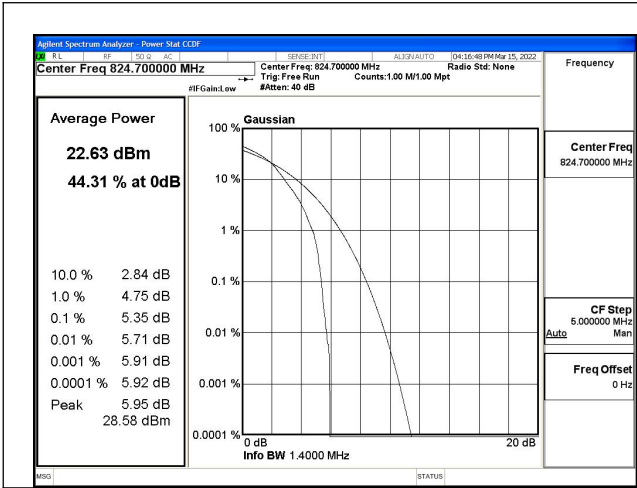 Agilent Spectrum Analyzer - Power Stat CCDF
RL RF 50 Ω AC SENSE:INT ALIGNAUTO 04:16:48 PM Mar 15, 2022
Center Freq 824.700000 MHz
Center Freq: 824.700000 MHz Radio Std: None
Trig: Free Run Counts:1.00 M/1.00 Mpt
#IFGain:Low #Atten: 40 dB
Average Power
22.63 dBm
44.31 % at 0dB
10.0 % 2.84 dB
1.0 % 4.75 dB
0.1 % 5.35 dB
0.01 % 5.71 dB
0.001 % 5.91 dB
0.0001 % 5.92 dB
Peak 5.95 dB
28.58 dBm
Gaussian
100 %
10 %
1 %
0.1 %
0.01 %
0.001 %
0.0001 %
0 dB 20 dB
Info BW 1.4000 MHz
Frequency
Center Freq
824.700000 MHz
CF Step
5.000000 MHz
Auto Man
Freq Offset
0 Hz
MSG STATUS